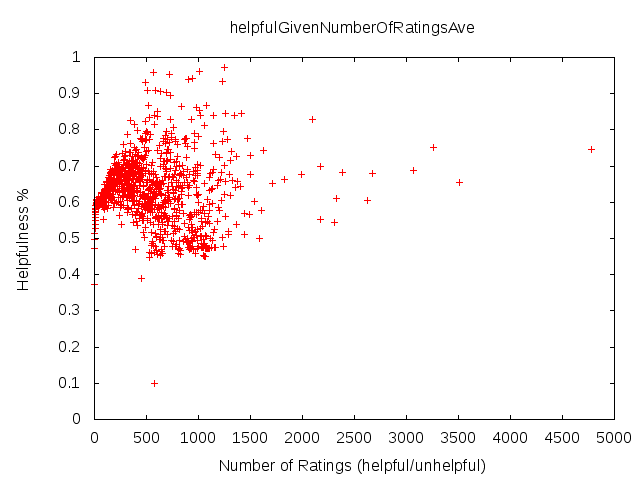 helpfulGivenNumberOfRatingsAve
1
0.9
0.8
0.7
0.6
0.5
0.4
0.3
0.2
0.1
0
Helpfulness %
0 500 1000 1500 2000 2500 3000 3500 4000 4500 5000
Number of Ratings (helpful/unhelpful)